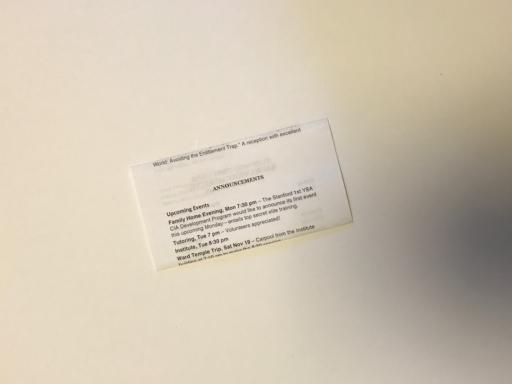 World: Avoiding the Entitlement Trap." A reception with excellent
ANNOUNCEMENTS
Upcoming Events
Family Home Evening, Mon 7:30 pm – The Stanford 1st YSA
CIA Development Program would like to announce its first event
this upcoming Monday – entails top secret elite training.
Tutoring, Tue 7 pm – Volunteers appreciated!
Institute, Tue 8:30 pm
Ward Temple Trip, Sat Nov 19 – Carpool from the Institute